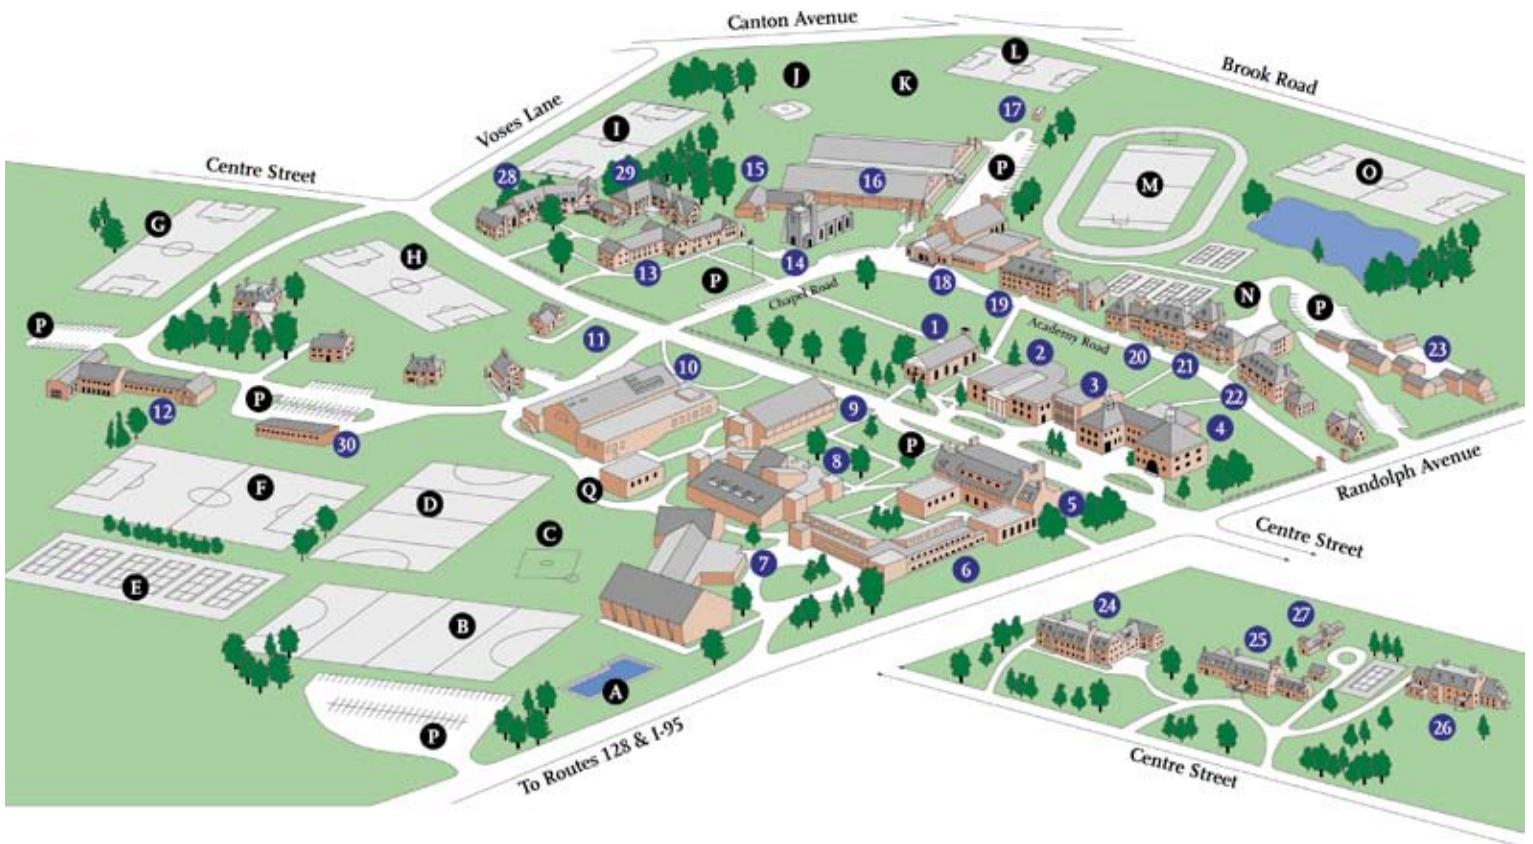 Canton Avenue
L
Brook Road
J
K
Voses Lane
17
I
Centre Street
P
O
28
29
15
16
M
G
H
13
P
14
18
N
P
Chapel Road
19
P
11
1
Academy Road
23
10
2
20
21
3
22
12
P
9
4
30
P
8
Randolph Avenue
F
Q
D
5
Centre Street
C
7
6
E
24
27
B
25
A
26
P
To Routes 128 & I-95
Centre Street